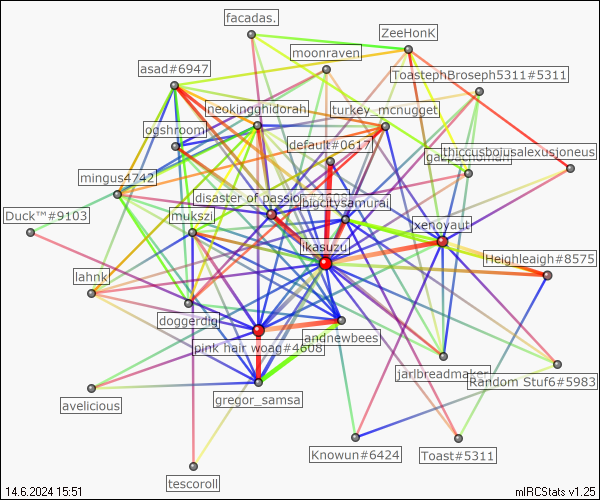 facadas.
ZeeHonK
moonraven
asad#6947
ToastephBroseph5311#5311
neokingghidorah
turkey_mcnugget
ogshroom
default#0617
thiccusbojusalexusjoneus
mingus4742
disaster of passion
bigcitysamurai
Duck™#9103
mukszi
xenoyaut
ikasuzu
Heighleaigh#8575
lahnk
doggerdig
andnewbees
pink hair woag#4608
jarlbreadmaker
Random Stuf6#5983
gregor_samsa
avelicious
Knowun#6424
Toast#5311
tescoroll
14.6.2024 15:51
mIRCStats v1.25